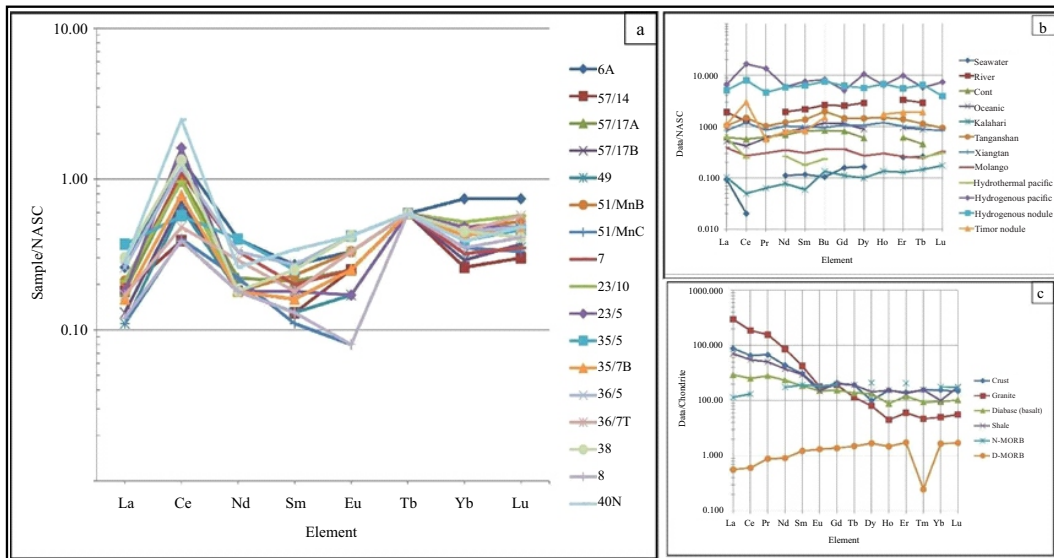 a
10.00
1.00
0.10
Sample/NASC
La Ce Nd Sm Eu Tb Yb Lu
Element
6A
57/14
57/17A
57/17B
49
51/MnB
51/MnC
7
23/10
23/5
35/5
35/7B
36/5
36/7T
38
8
40N
b
10.000
1000
0.100
0.010
Data/NASC
La Ce Pr Nd Sm Bu Gd Dy Ho Er Tb Lu
Element
Seawater
River
Cont
Oceanic
Kalahari
Tanganshan
Xiangtan
Molango
Hydrothermal pacific
Hydrogenous pacific
Hydrogenous nodule
Timor nodule
c
1000.000
100.000
100.00
1.000
0.100
Data/Chondrite
La Ce Pr Nd Sm Eu Gd Tb Dy Ho Er Tm Yb Lu
Element
Crust
Granite
Diabase (basalt)
Shale
N-MORB
D-MORB